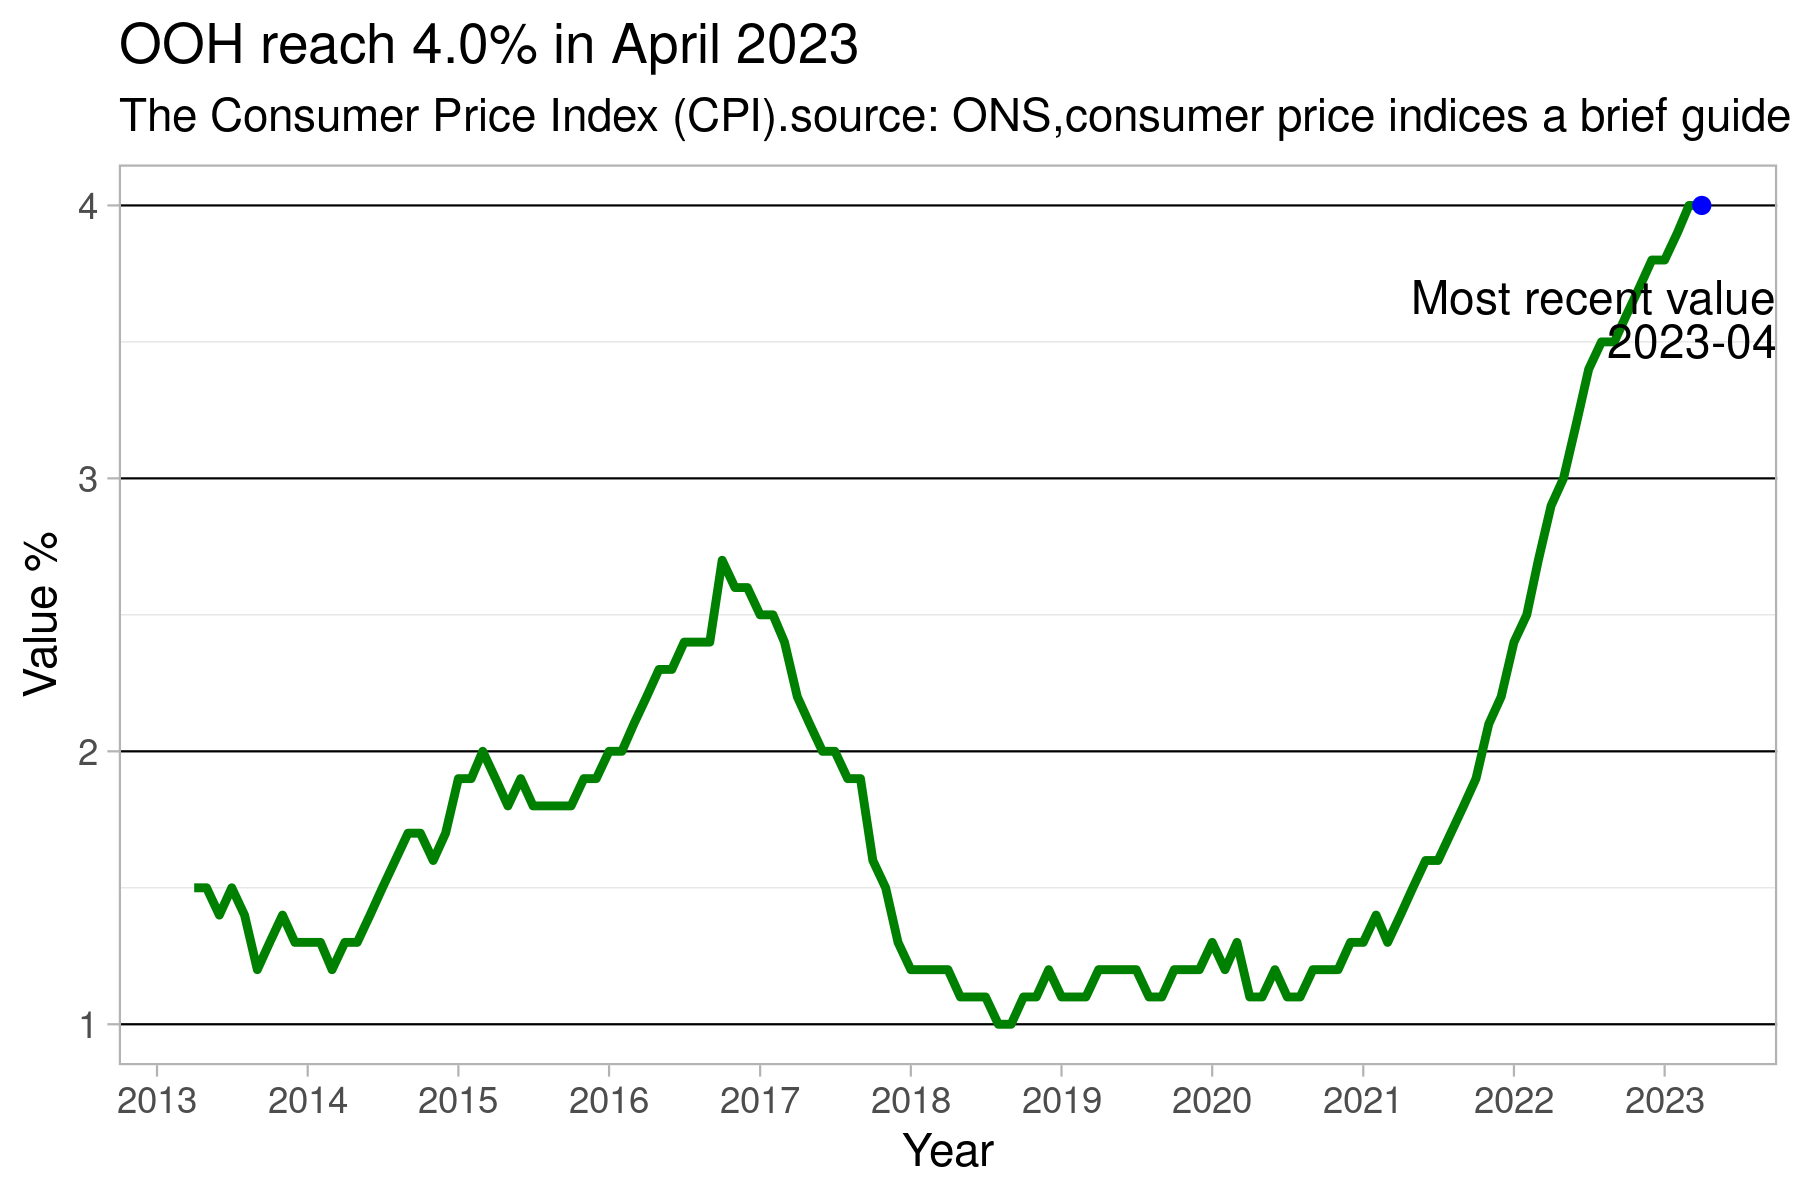 OOH reach 4.0% in April 2023
The Consumer Price Index (CPI).source: ONS,consumer price indices a brief guide
4
Most recent value
2023-04
3
Value %
2
1
2013 2014 2015 2016 2017 2018 2019 2020 2021 2022 2023
Year